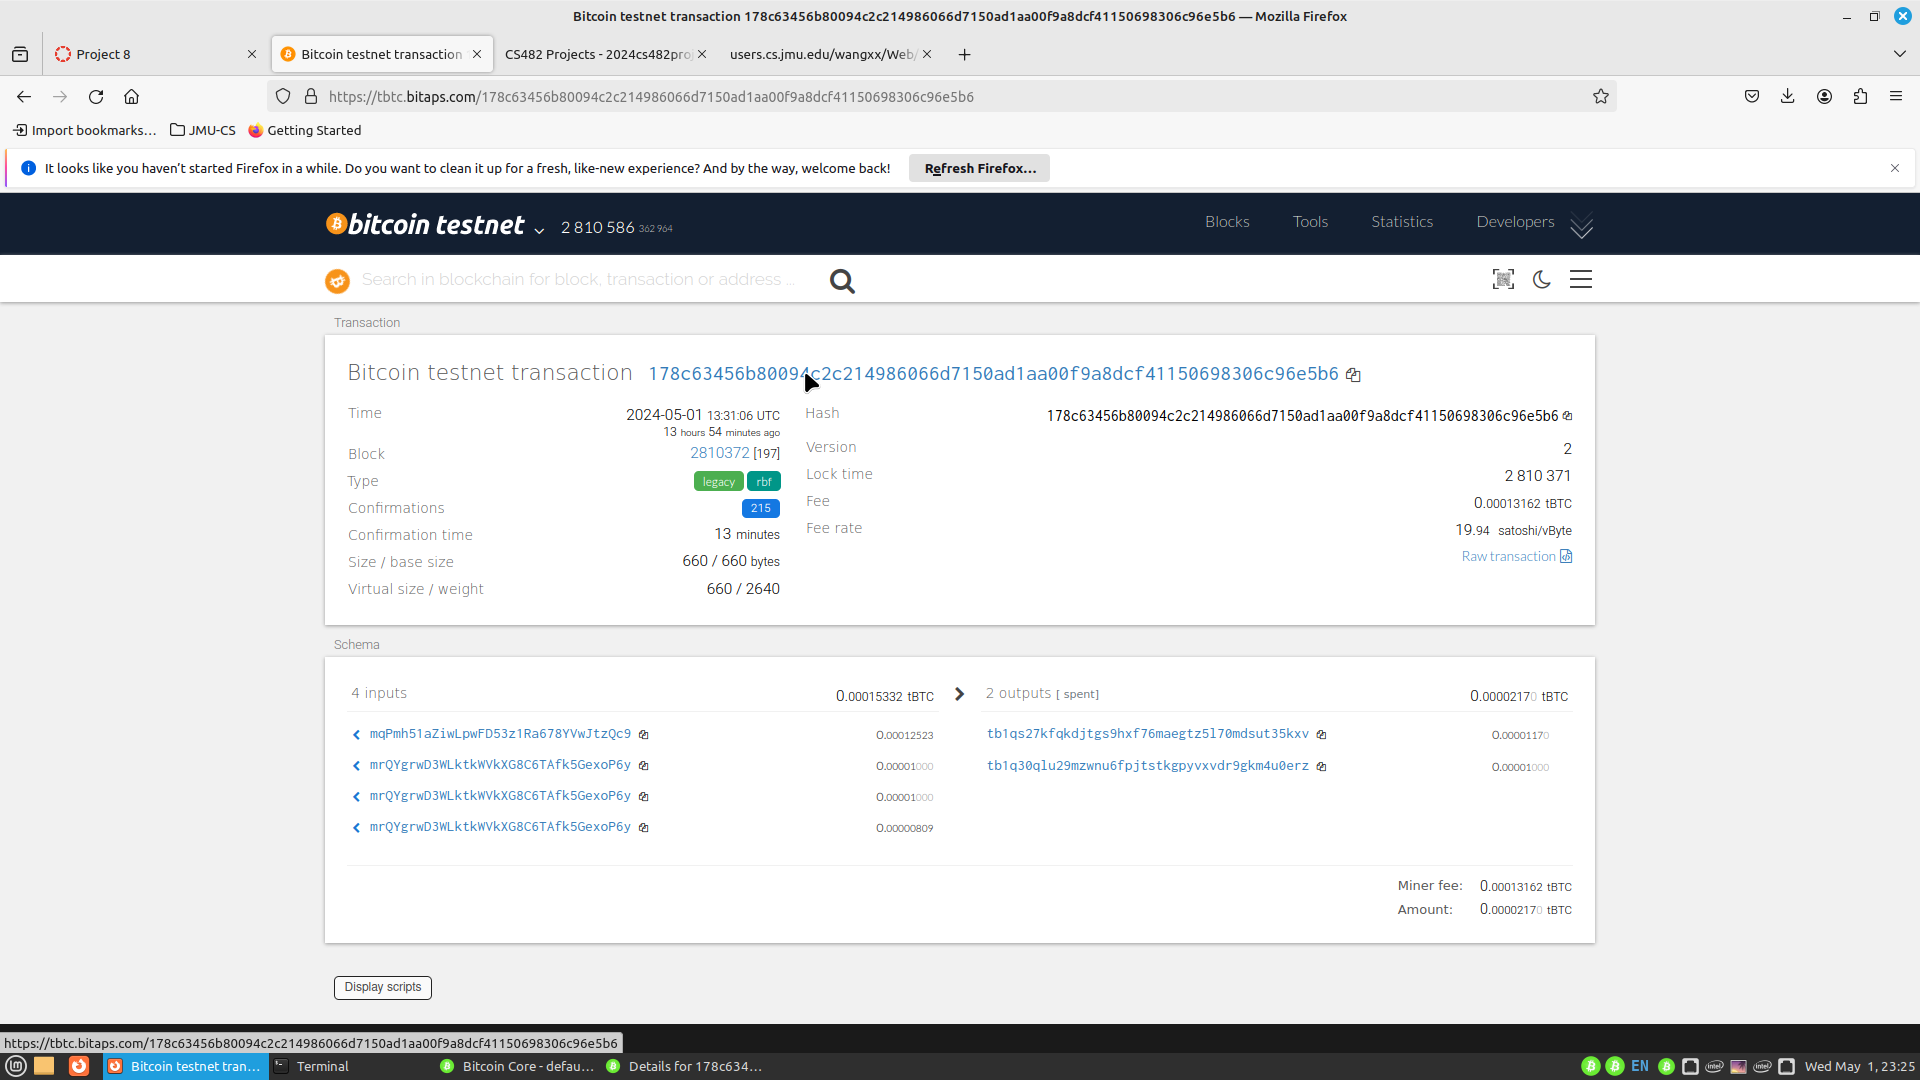 Bitcoin testnet transaction 178c63456b80094c2c214986066d7150ad1aa00f9a8dcf41150698306c96e5b6 — Mozilla Firefox
Project 8
Bitcoin testnet transaction
CS482 Projects - 2024cs482pro
users.cs.jmu.edu/wangxx/Web/
https://tbtc.bitaps.com/178c63456b80094c2c214986066d7150ad1aa00f9a8dcf41150698306c96e5b6
Import bookmarks... JMU-CS Getting Started
It looks like you haven't started Firefox in a while. Do you want to clean it up for a fresh, like-new experience? And by the way, welcome back! Refresh Firefox...
bitcoin testnet 2 810 586 362 964 Blocks Tools Statistics Developers
Search in blockchain for block, transaction or address ...
Transaction
Bitcoin testnet transaction 178c63456b80094c2c214986066d7150ad1aa00f9a8dcf41150698306c96e5b6
Time 2024-05-01 13:31:06 UTC
13 hours 54 minutes ago
Block 2810372 [197]
Type legacy rbf
Confirmations 215
Confirmation time 13 minutes
Size / base size 660 / 660 bytes
Virtual size / weight 660 / 2640
Hash 178c63456b80094c2c214986066d7150ad1aa00f9a8dcf41150698306c96e5b6
Version 2
Lock time 2 810 371
Fee 0.00013162 tBTC
Fee rate 19.94 satoshi/vByte
Raw transaction
Schema
4 inputs 0.00015332 tBTC
mqPmh51aZiwLpwFD53z1Ra678YVwJtzQc9 0.00012523
mrQYgrwD3WLktkWVkXG8C6TAfk5GexoP6y 0.00001000
mrQYgrwD3WLktkWVkXG8C6TAfk5GexoP6y 0.00001000
mrQYgrwD3WLktkWVkXG8C6TAfk5GexoP6y 0.00000809
2 outputs [ spent] 0.00002170 tBTC
tb1qs27kfqkdjtgs9hxf76maegtz5l70mdsut35kxv 0.00001170
tb1q30qlu29mzwnu6fpjtstkgpyvxvdr9gkm4u0erz 0.00001000
Miner fee: 0.00013162 tBTC
Amount: 0.00002170 tBTC
Display scripts
https://tbtc.bitaps.com/178c63456b80094c2c214986066d7150ad1aa00f9a8dcf41150698306c96e5b6
Bitcoin testnet tran... Terminal Bitcoin Core - defau... Details for 178c634... EN intel intel Wed May 1, 23:25